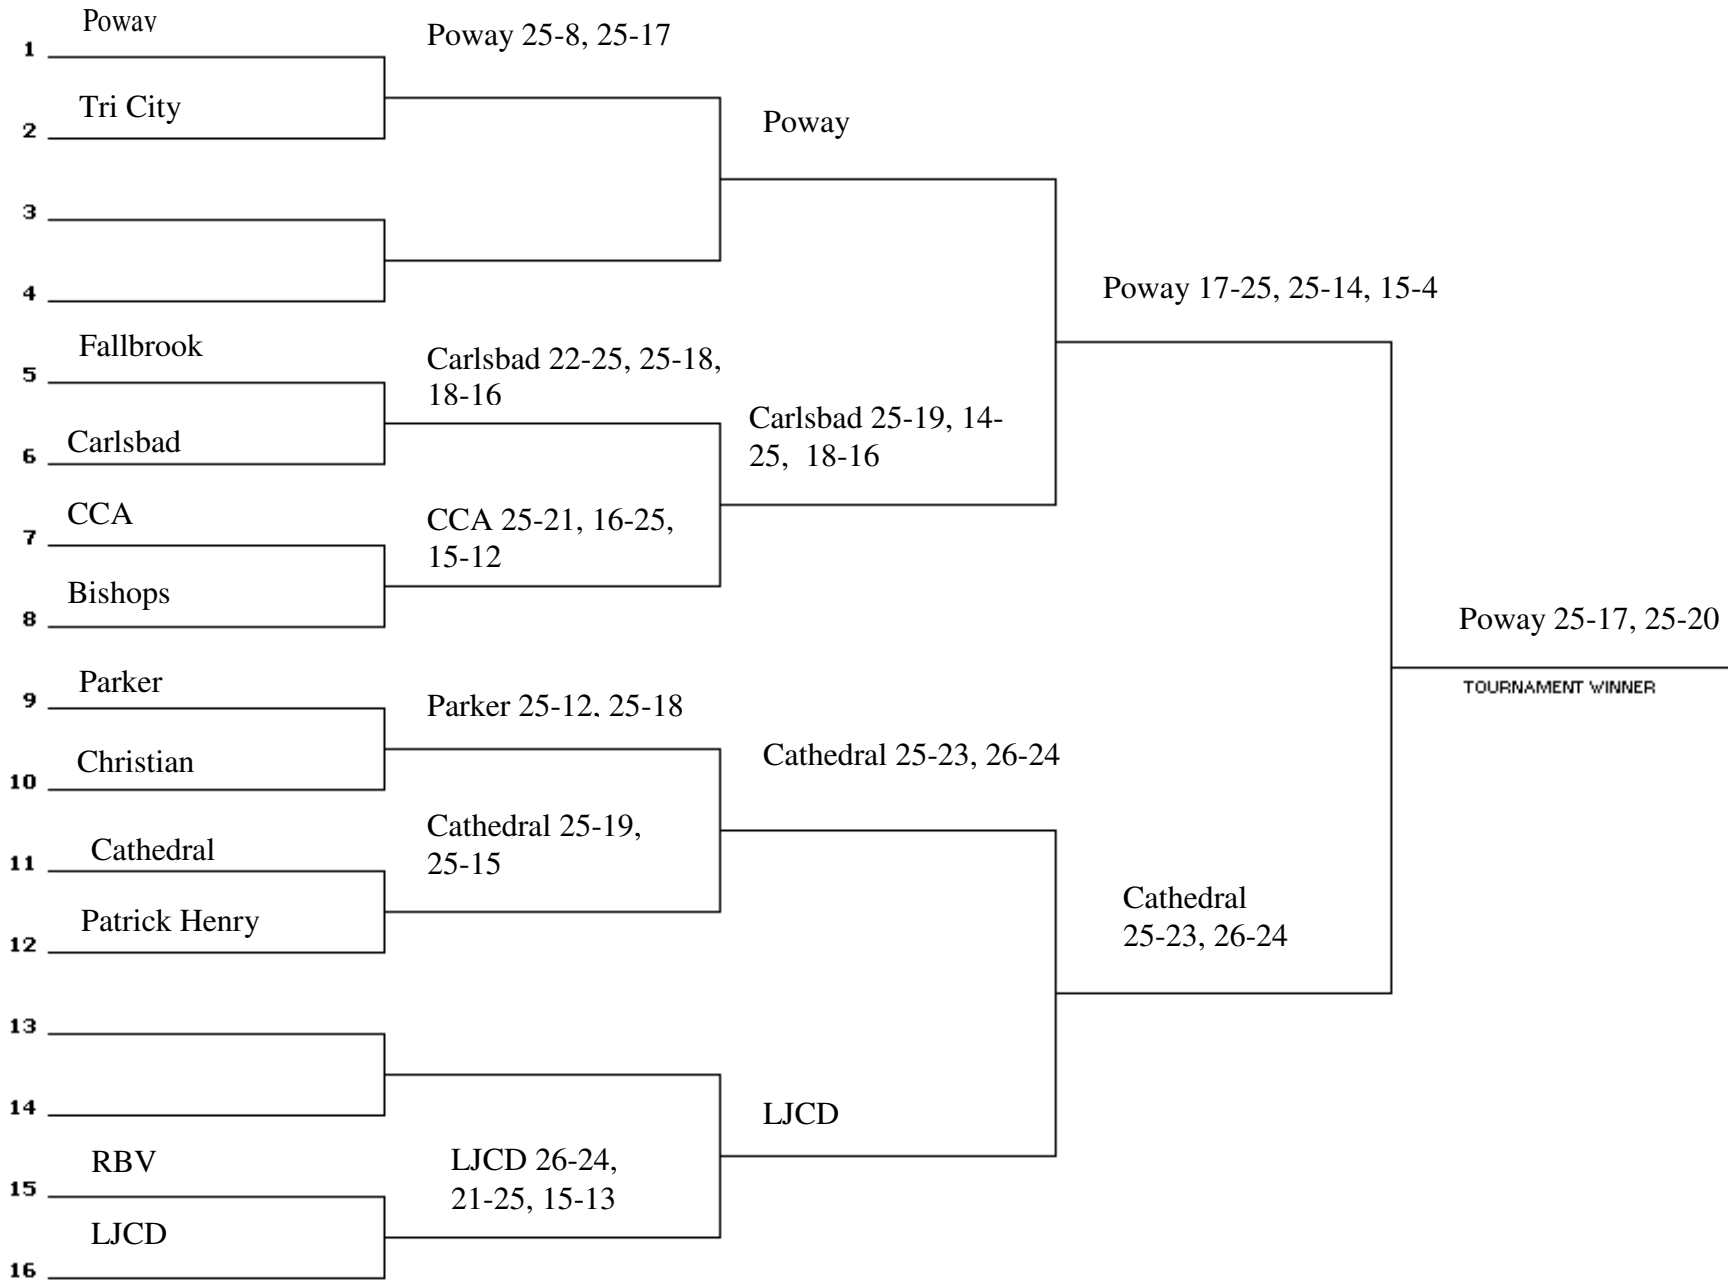 Poway
1
Poway 25-8, 25-17
Tri City
2
Poway
3
4
Poway 17-25, 25-14, 15-4
Fallbrook
5
Carlsbad 22-25, 25-18,
18-16
Carlsbad
6
Carlsbad 25-19, 14-
25,  18-16
CCA
7
CCA 25-21, 16-25,
15-12
Bishops
8
Poway 25-17, 25-20
TOURNAMENT WINNER
Parker
9
Parker 25-12, 25-18
Christian
10
Cathedral 25-23, 26-24
Cathedral
11
Cathedral 25-19,
25-15
Patrick Henry
12
Cathedral
25-23, 26-24
13
14
LJCD
RBV
15
LJCD 26-24,
21-25, 15-13
LJCD
16